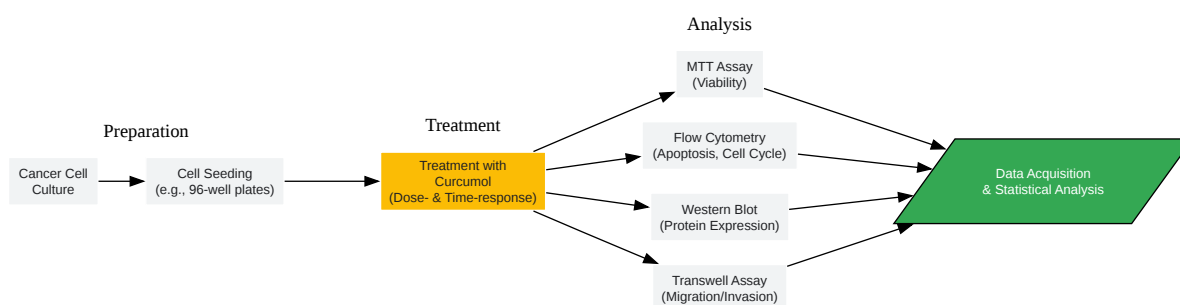 Preparation
Cancer Cell
Culture
Cell Seeding
(e.g., 96-well plates)
Treatment
Treatment with
Curcumol
(Dose- & Time-response)
Analysis
MTT Assay
(Viability)
Flow Cytometry
(Apoptosis, Cell Cycle)
Western Blot
(Protein Expression)
Transwell Assay
(Migration/Invasion)
Data Acquisition
& Statistical Analysis